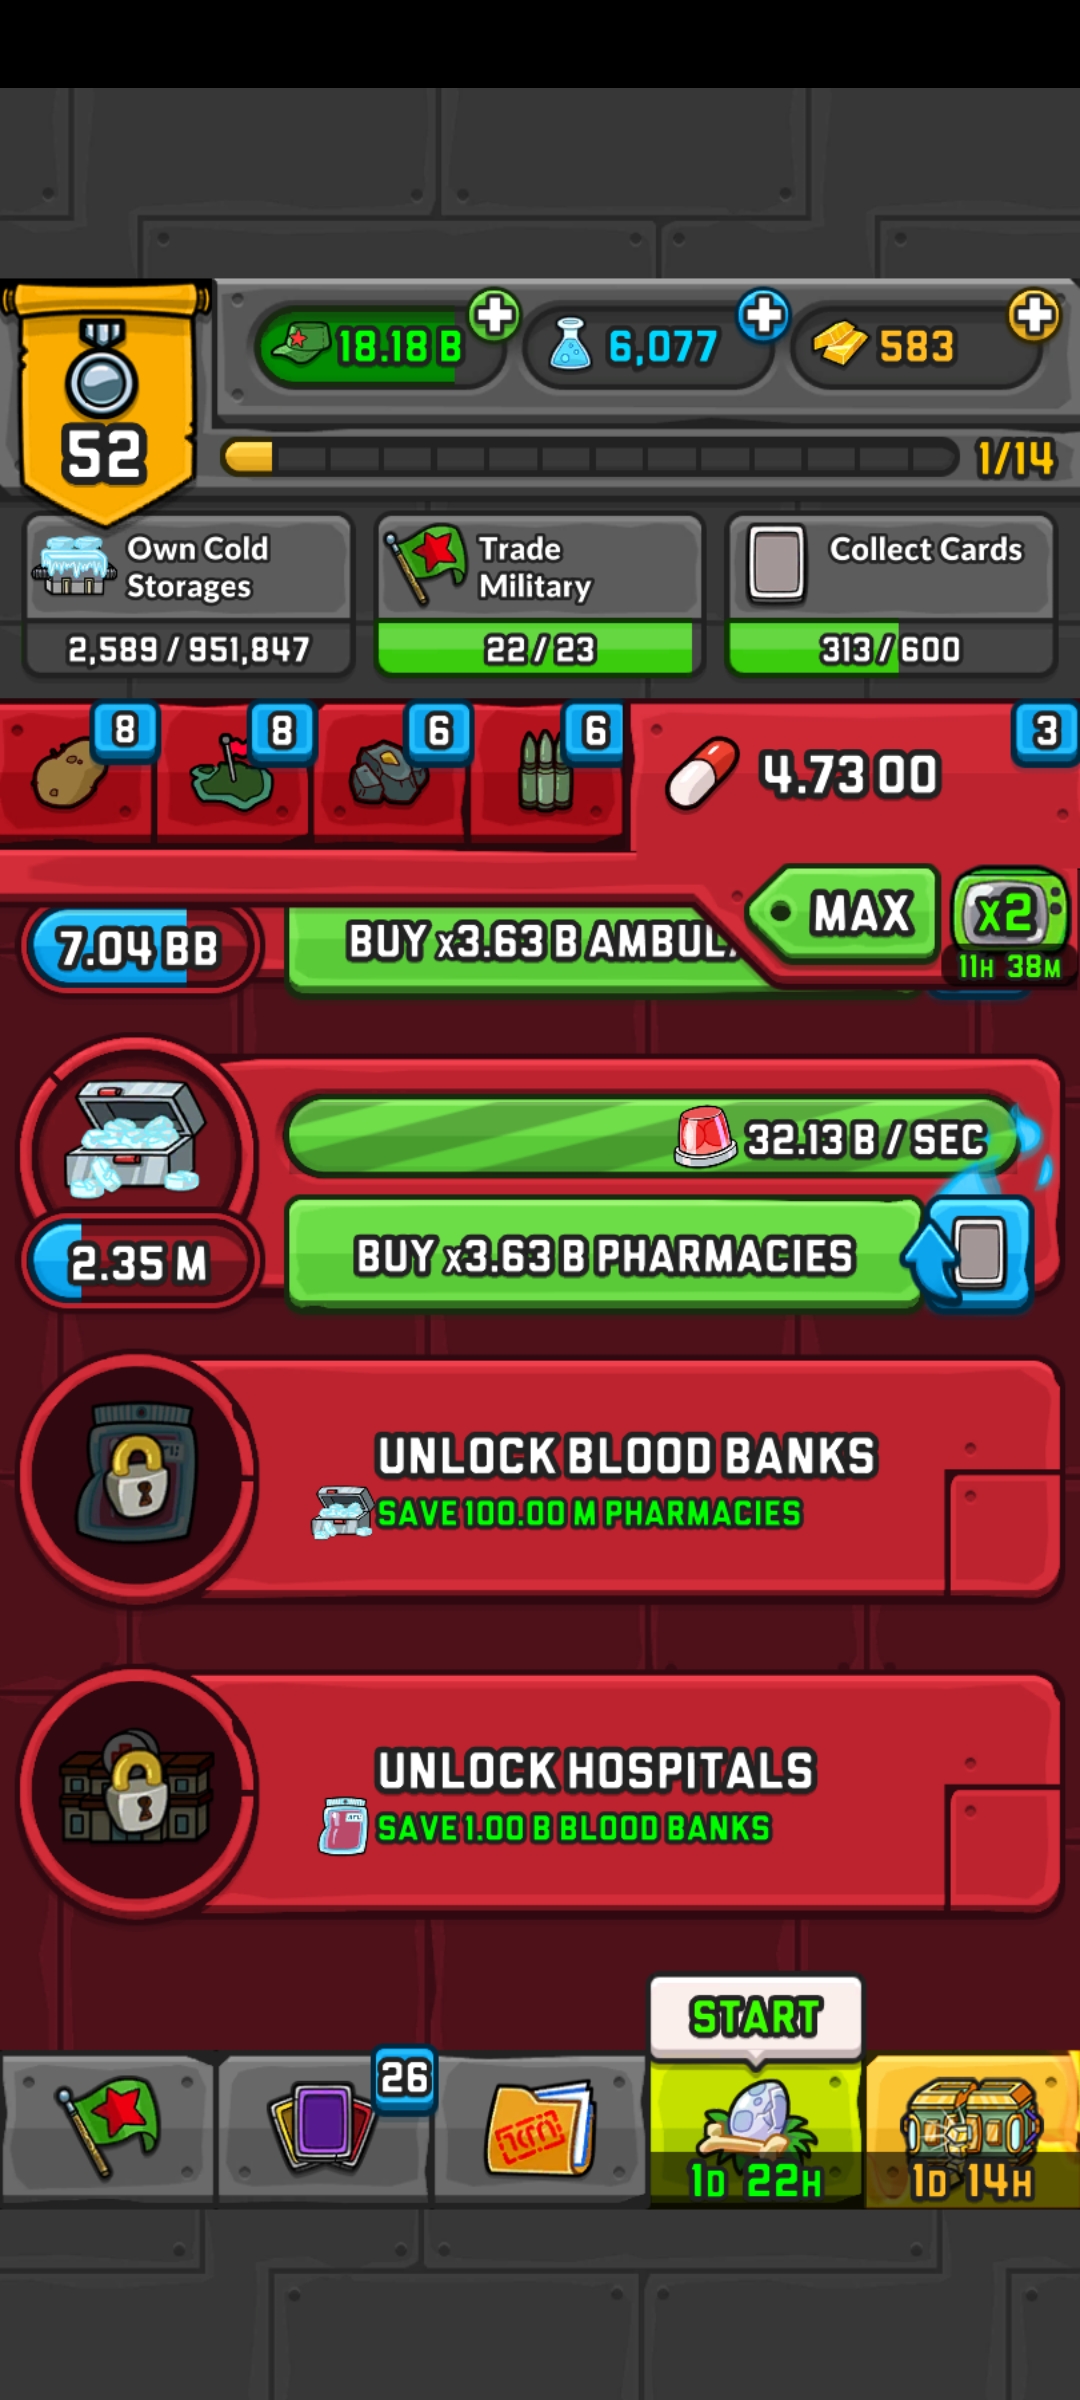 18.18 B
6,077
583
52
1/14
Own Cold
Storages
Trade
Military
Collect Cards
2,589 / 951,847
22 / 23
313 / 600
8
8
6
6
3
4.73 OO
MAX
x2
11H 38M
7.04 BB
BUY x3.63 B AMBUL
32.13 B / SEC
2.35 M
BUY x3.63 B PHARMACIES
UNLOCK BLOOD BANKS
SAVE 100.00 M PHARMACIES
UNLOCK HOSPITALS
SAVE 1.00 B BLOOD BANKS
START
26
1D 22H
1D 14H